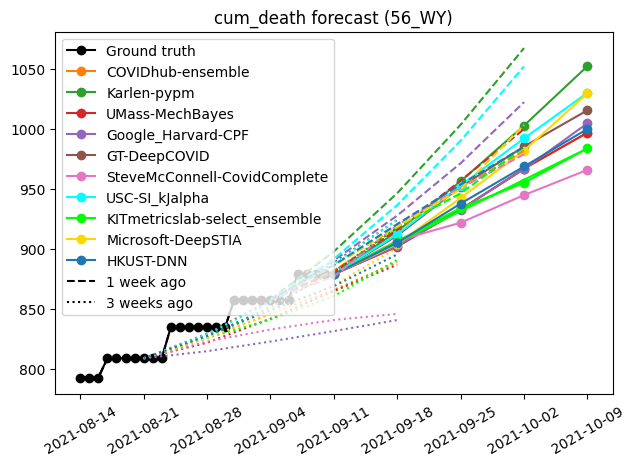 cum_death forecast (56_WY)
Ground truth
COVIDhub-ensemble
Karlen-pypm
UMass-MechBayes
Google_Harvard-CPF
GT-DeepCOVID
SteveMcConnell-CovidComplete
USC-SI_kJalpha
KITmetricslab-select_ensemble
Microsoft-DeepSTIA
HKUST-DNN
1 week ago
3 weeks ago
1050
1000
950
900
850
800
2021-08-14
2021-08-21
2021-08-28
2021-09-04
2021-09-11
2021-09-18
2021-09-25
2021-10-02
2021-10-09